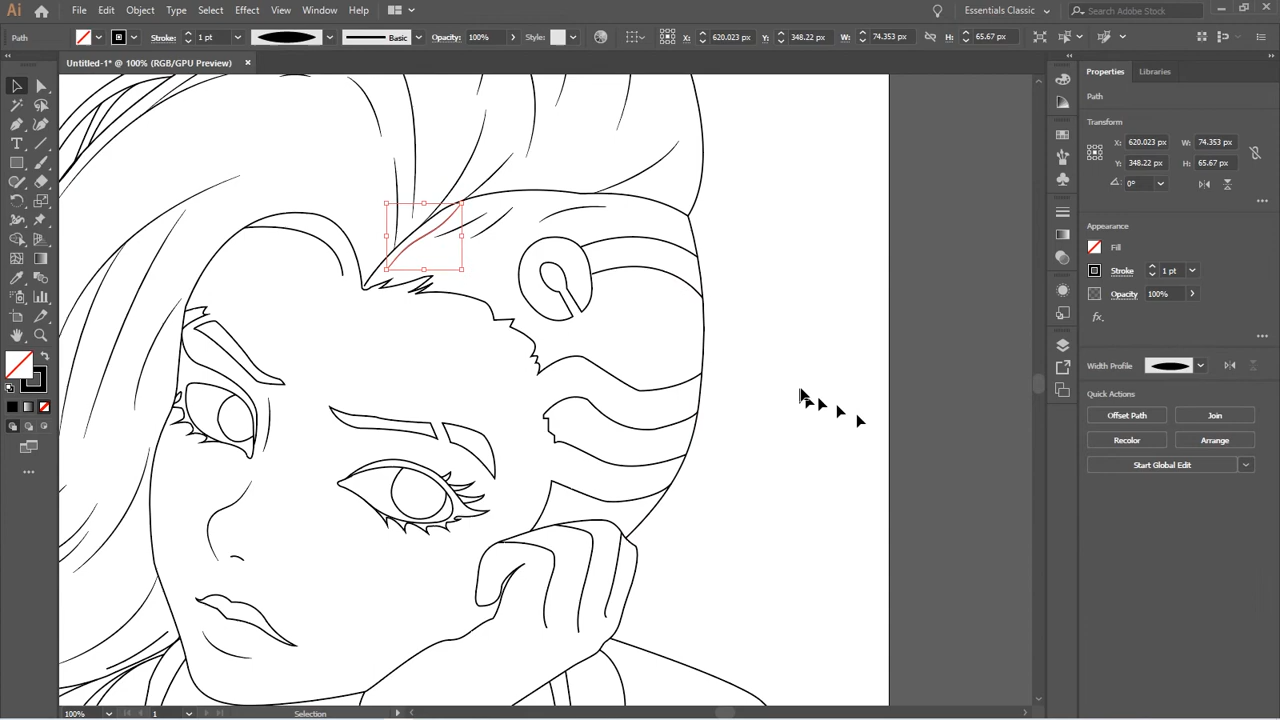 Ai File Edit Object Type Select Effect View Window Help Essentials Classic Search Adobe Stock
Path Stroke: 1 pt Basic Opacity: 100% Style: X: 620.023 px Y: 348.22 px W: 74.353 px H: 65.67 px
Untitled-1* @ 100% (RGB/GPU Preview) ×
Properties Libraries
Path
Transform
X: 620.023 px W: 74.353 px
Y: 348.22 px H: 65.67 px
0°
Appearance
Fill
Stroke 1 pt
Opacity 100%
fx.
Width Profile
Quick Actions
Offset Path Join
Recolor Arrange
Start Global Edit
100% 1 Selection